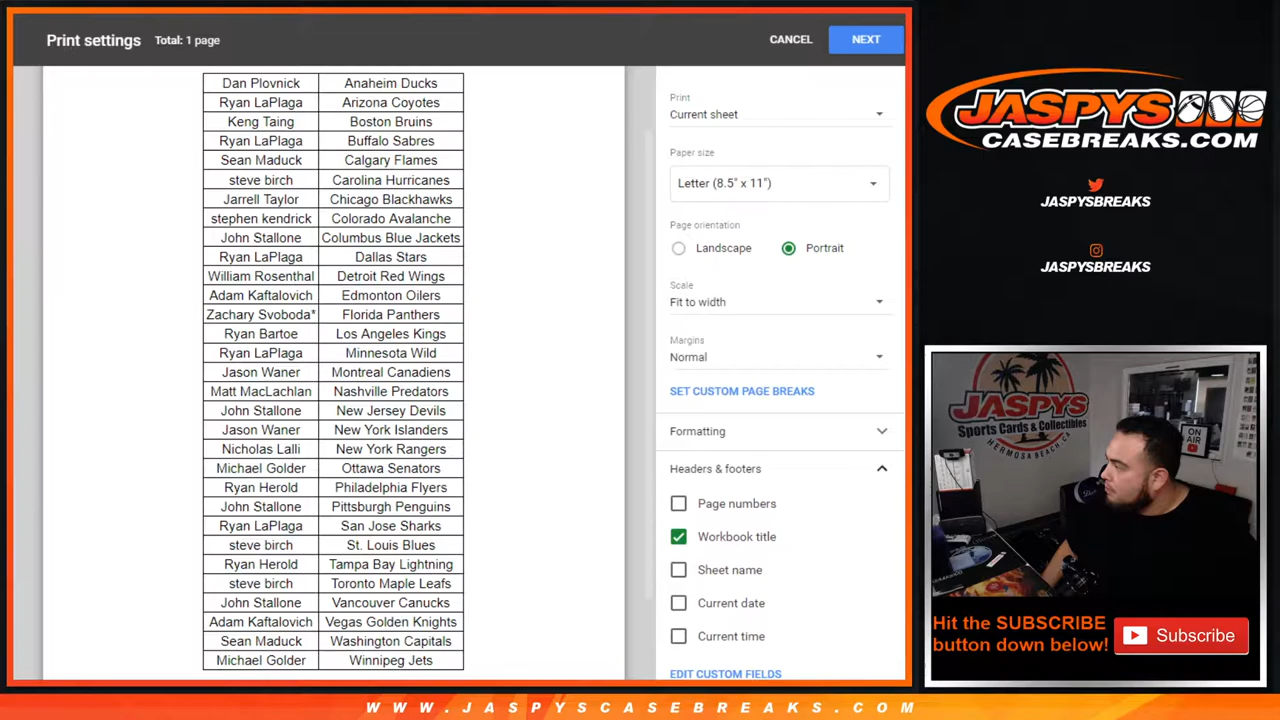 Print settings Total: 1 page CANCEL NEXT
Dan Plovnick Anaheim Ducks
Ryan LaPlaga Arizona Coyotes
Keng Taing Boston Bruins
Ryan LaPlaga Buffalo Sabres
Sean Maduck Calgary Flames
steve birch Carolina Hurricanes
Jarrell Taylor Chicago Blackhawks
stephen kendrick Colorado Avalanche
John Stallone Columbus Blue Jackets
Ryan LaPlaga Dallas Stars
William Rosenthal Detroit Red Wings
Adam Kaftalovich Edmonton Oilers
Zachary Svoboda* Florida Panthers
Ryan Bartoe Los Angeles Kings
Ryan LaPlaga Minnesota Wild
Jason Waner Montreal Canadiens
Matt MacLachlan Nashville Predators
John Stallone New Jersey Devils
Jason Waner New York Islanders
Nicholas Lalli New York Rangers
Michael Golder Ottawa Senators
Ryan Herold Philadelphia Flyers
John Stallone Pittsburgh Penguins
Ryan LaPlaga San Jose Sharks
steve birch St. Louis Blues
Ryan Herold Tampa Bay Lightning
steve birch Toronto Maple Leafs
John Stallone Vancouver Canucks
Adam Kaftalovich Vegas Golden Knights
Sean Maduck Washington Capitals
Michael Golder Winnipeg Jets
Print
Current sheet
Paper size
Letter (8.5" x 11")
Page orientation
Landscape Portrait
Scale
Fit to width
Margins
Normal
SET CUSTOM PAGE BREAKS
Formatting
Headers & footers
Page numbers
Workbook title
Sheet name
Current date
Current time
EDIT CUSTOM FIELDS
JASPYS
CASEBREAKS.COM
JASPYSBREAKS
JASPYSBREAKS
JASPYS
Sports Cards & Collectibles
HERMOSA BEACH, CA
ON
AIR
Hit the SUBSCRIBE
button down below!
Subscribe
WWW.JASPYSCASEBREAKS.COM